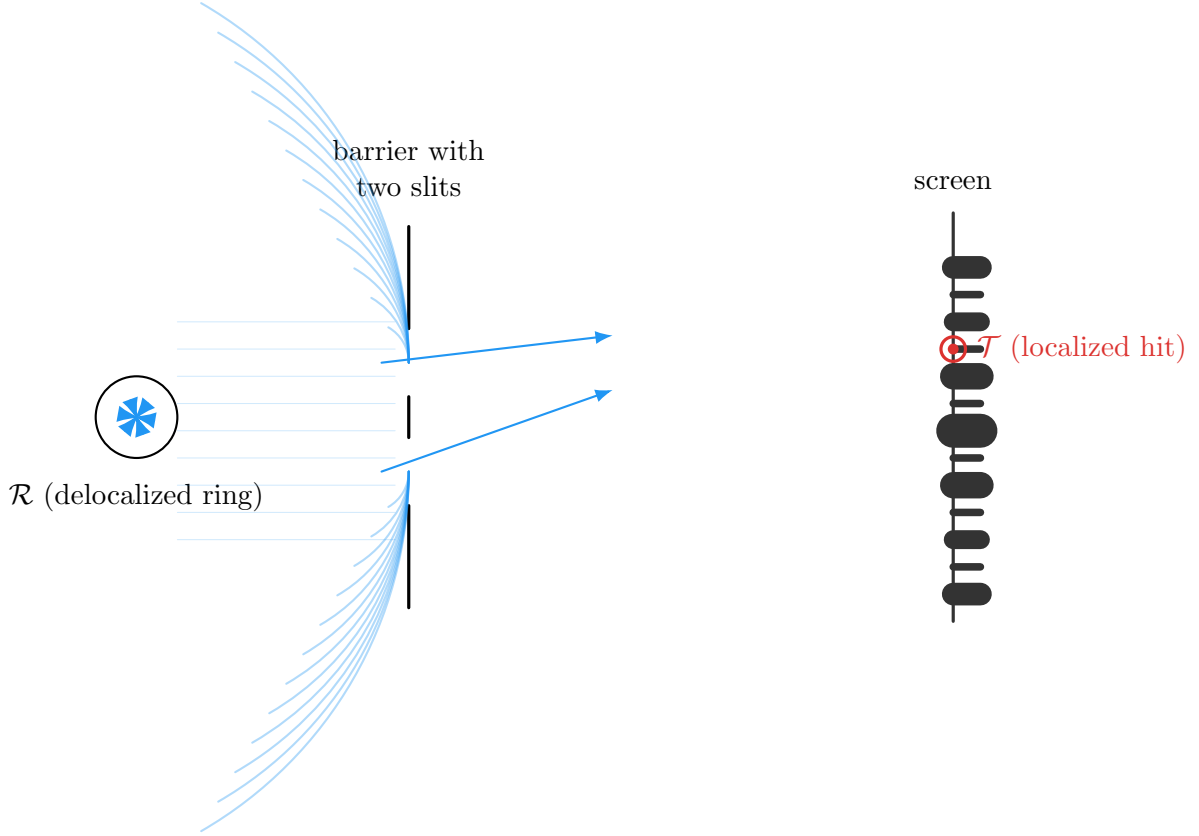 barrier with
two slits
screen
𝒯 (localized hit)
ℛ (delocalized ring)